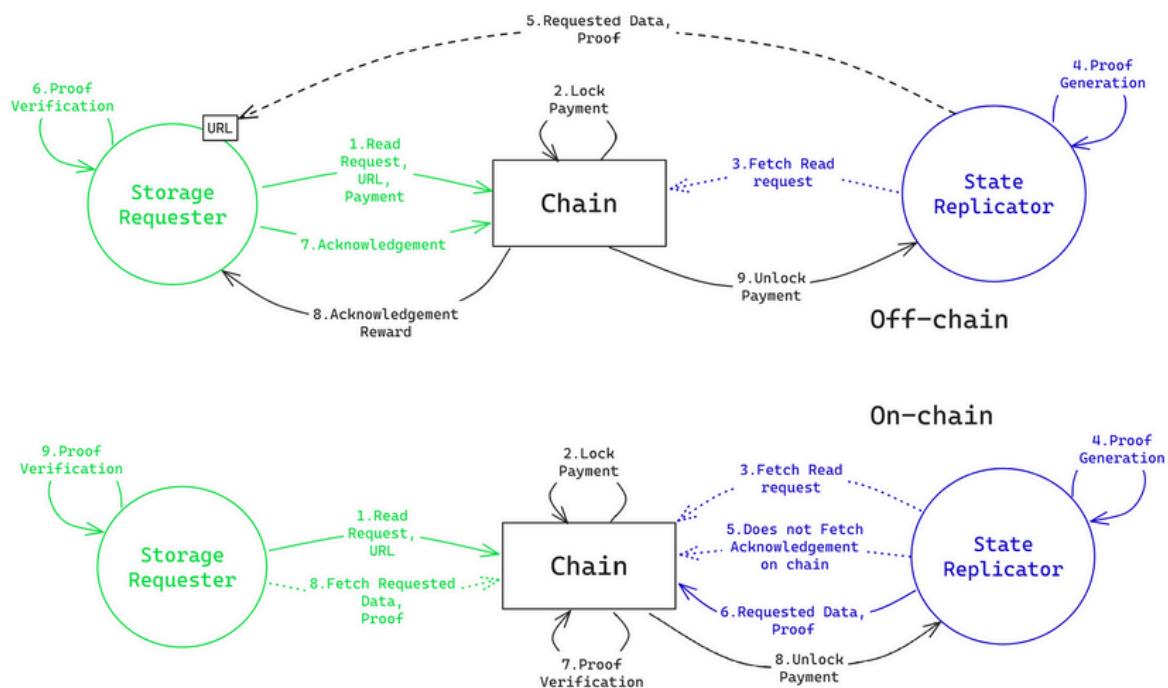 5.Requested Data,
Proof
6.Proof
Verification
2.Lock
Payment
4.Proof
Generation
URL
1.Read
Request,
URL,
Payment
3.Fetch Read
request
Storage
Requester
Chain
State
Replicator
7.Acknowledgement
9.Unlock
Payment
8.Acknowledgement
Reward
Off-chain
On-chain
9.Proof
Verification
2.Lock
Payment
3.Fetch Read
request
4.Proof
Generation
1.Read
Request,
URL
5.Does not Fetch
Acknowledgement
on chain
Storage
Requester
Chain
State
Replicator
8.Fetch Requested
Data,
Proof
6.Requested Data,
Proof
7.Proof
Verification
8.Unlock
Payment